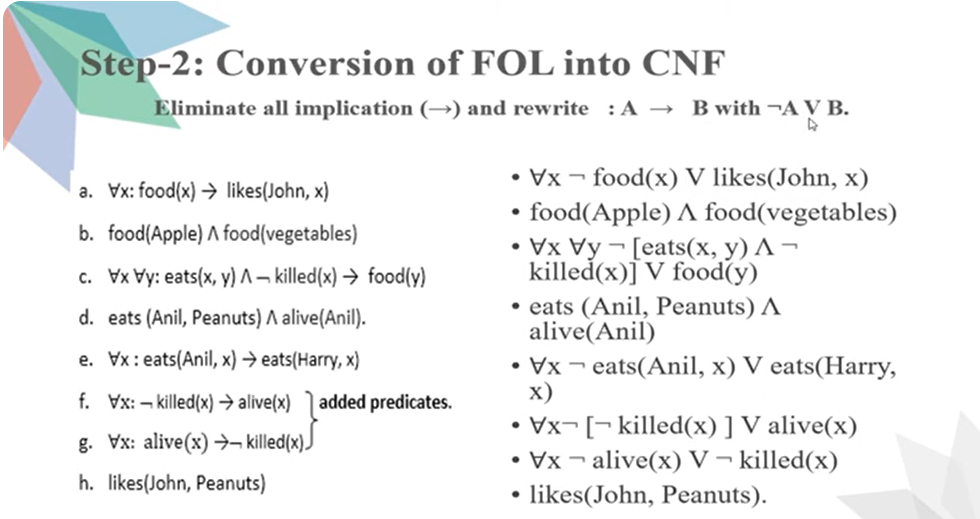 Step-2: Conversion of FOL into CNF
Eliminate all implication (→) and rewrite : A → B with ¬A V B.
a. ∀x: food(x) → likes(John, x)
b. food(Apple) Λ food(vegetables)
c. ∀x ∀y: eats(x, y) Λ ¬ killed(x) → food(y)
d. eats (Anil, Peanuts) Λ alive(Anil).
e. ∀x : eats(Anil, x) → eats(Harry, x)
f. ∀x: ¬ killed(x) → alive(x)
added predicates.
g. ∀x: alive(x) →¬ killed(x)
h. likes(John, Peanuts)
• ∀x ¬ food(x) V likes(John, x)
• food(Apple) Λ food(vegetables)
• ∀x ∀y ¬ [eats(x, y) Λ ¬
killed(x)] V food(y)
• eats (Anil, Peanuts) Λ
alive(Anil)
• ∀x ¬ eats(Anil, x) V eats(Harry,
x)
• ∀x¬ [¬ killed(x) ] V alive(x)
• ∀x ¬ alive(x) V ¬ killed(x)
• likes(John, Peanuts).